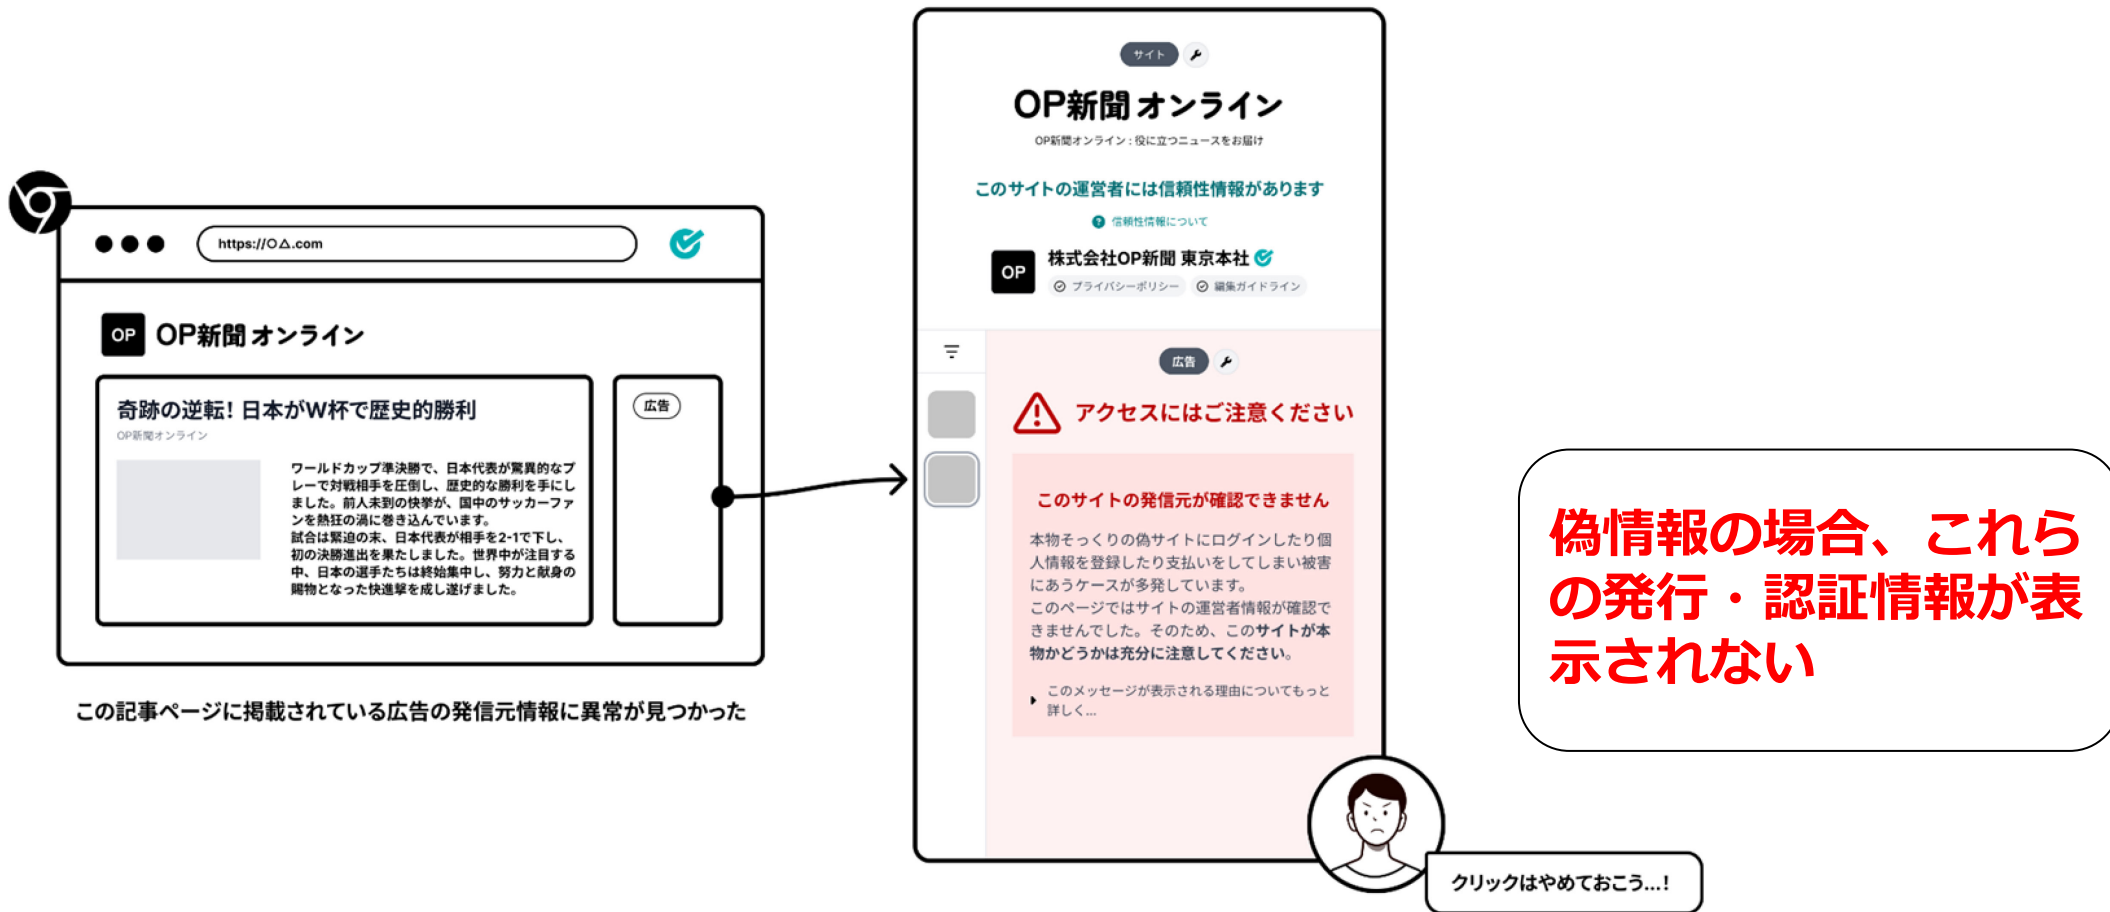 https://○△.com
OP OP新聞 オンライン
奇跡の逆転! 日本がW杯で歴史的勝利
OP新聞オンライン
ワールドカップ準決勝で、日本代表が驚異的なプ
レーで対戦相手を圧倒し、歴史的な勝利を手にし
ました。前人未到の快挙が、国中のサッカーファ
ンを熱狂の渦に巻き込んでいます。
試合は緊迫の末、日本代表が相手を2-1で下し、
初の決勝進出を果たしました。世界中が注目する
中、日本の選手たちは終始集中し、努力と献身の
賜物となった快進撃を成し遂げました。
広告
この記事ページに掲載されている広告の発信元情報に異常が見つかった
サイト
OP新聞 オンライン
OP新聞オンライン : 役に立つニュースをお届け
このサイトの運営者には信頼性情報があります
? 信頼性情報について
OP
株式会社OP新聞 東京本社
プライバシーポリシー 編集ガイドライン
広告
アクセスにはご注意ください
このサイトの発信元が確認できません
本物そっくりの偽サイトにログインしたり個
人情報を登録したり支払いをしてしまい被害
にあうケースが多発しています。
このページではサイトの運営者情報が確認で
きませんでした。そのため、このサイトが本
物かどうかは充分に注意してください。
このメッセージが表示される理由についてもっと
詳しく...
クリックはやめておこう...!
偽情報の場合、これら
の発行・認証情報が表
示されない